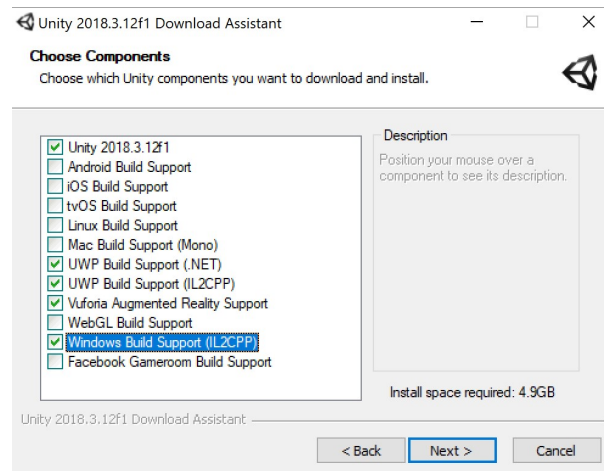 Unity 2018.3.12f1 Download Assistant
Choose Components
Choose which Unity components you want to download and install.
Unity 2018.3.12f1
Android Build Support
iOS Build Support
tvOS Build Support
Linux Build Support
Mac Build Support (Mono)
UWP Build Support (.NET)
UWP Build Support (IL2CPP)
Vuforia Augmented Reality Support
WebGL Build Support
Windows Build Support (IL2CPP)
Facebook Gameroom Build Support
Description
Position your mouse over a
component to see its description.
Install space required: 4.9GB
Unity 2018.3.12f1 Download Assistant
< Back
Next >
Cancel